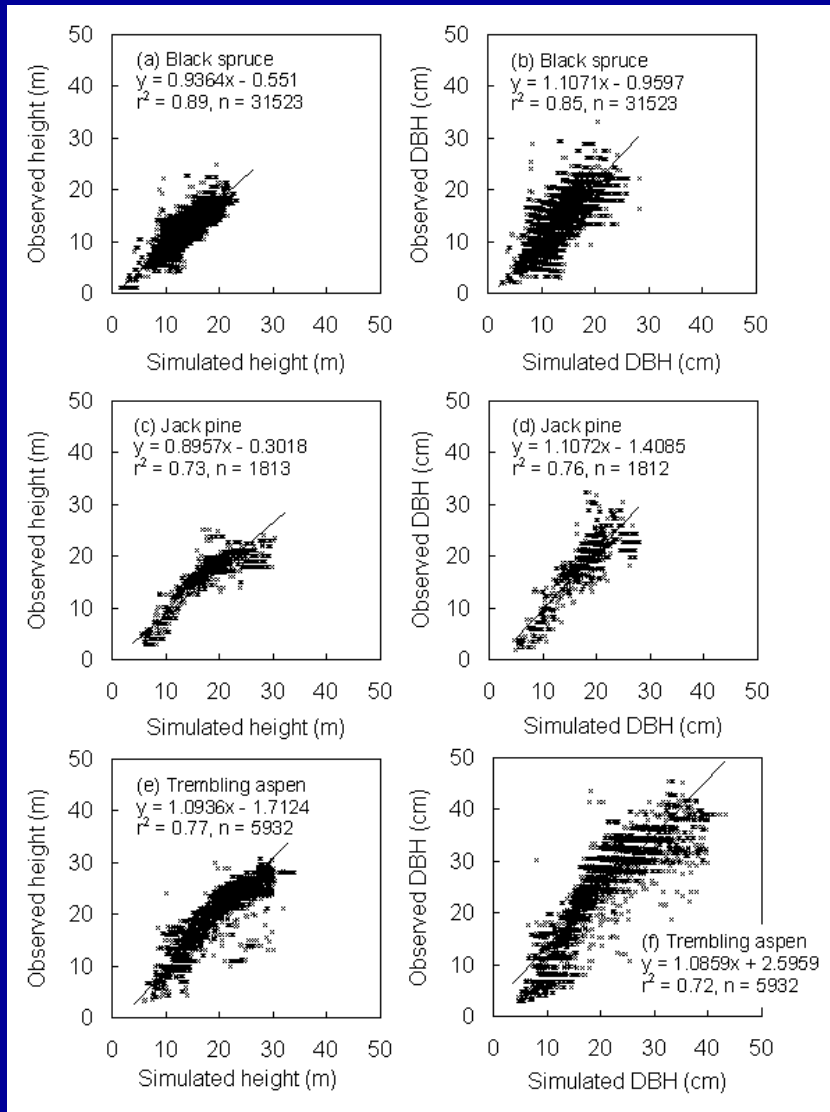 (a) Black spruce
y = 0.9364x - 0.551
r² = 0.89, n = 31523
Observed height (m)
50
40
30
20
10
0
0 10 20 30 40 50
Simulated height (m)
(b) Black spruce
y = 1.1071x - 0.9597
r² = 0.85, n = 31523
Observed DBH (cm)
50
40
30
20
10
0
0 10 20 30 40 50
Simulated DBH (cm)
(c) Jack pine
y = 0.8957x - 0.3018
r² = 0.73, n = 1813
Observed height (m)
50
40
30
20
10
0
0 10 20 30 40 50
Simulated height (m)
(d) Jack pine
y = 1.1072x - 1.4085
r² = 0.76, n = 1812
Observed DBH (cm)
50
40
30
20
10
0
0 10 20 30 40 50
Simulated DBH (cm)
(e) Trembling aspen
y = 1.0936x - 1.7124
r² = 0.77, n = 5932
Observed height (m)
50
40
30
20
10
0
0 10 20 30 40 50
Simulated height (m)
(f) Trembling aspen
y = 1.0859x + 2.5959
r² = 0.72, n = 5932
Observed DBH (cm)
50
40
30
20
10
0
0 10 20 30 40 50
Simulated DBH (cm)